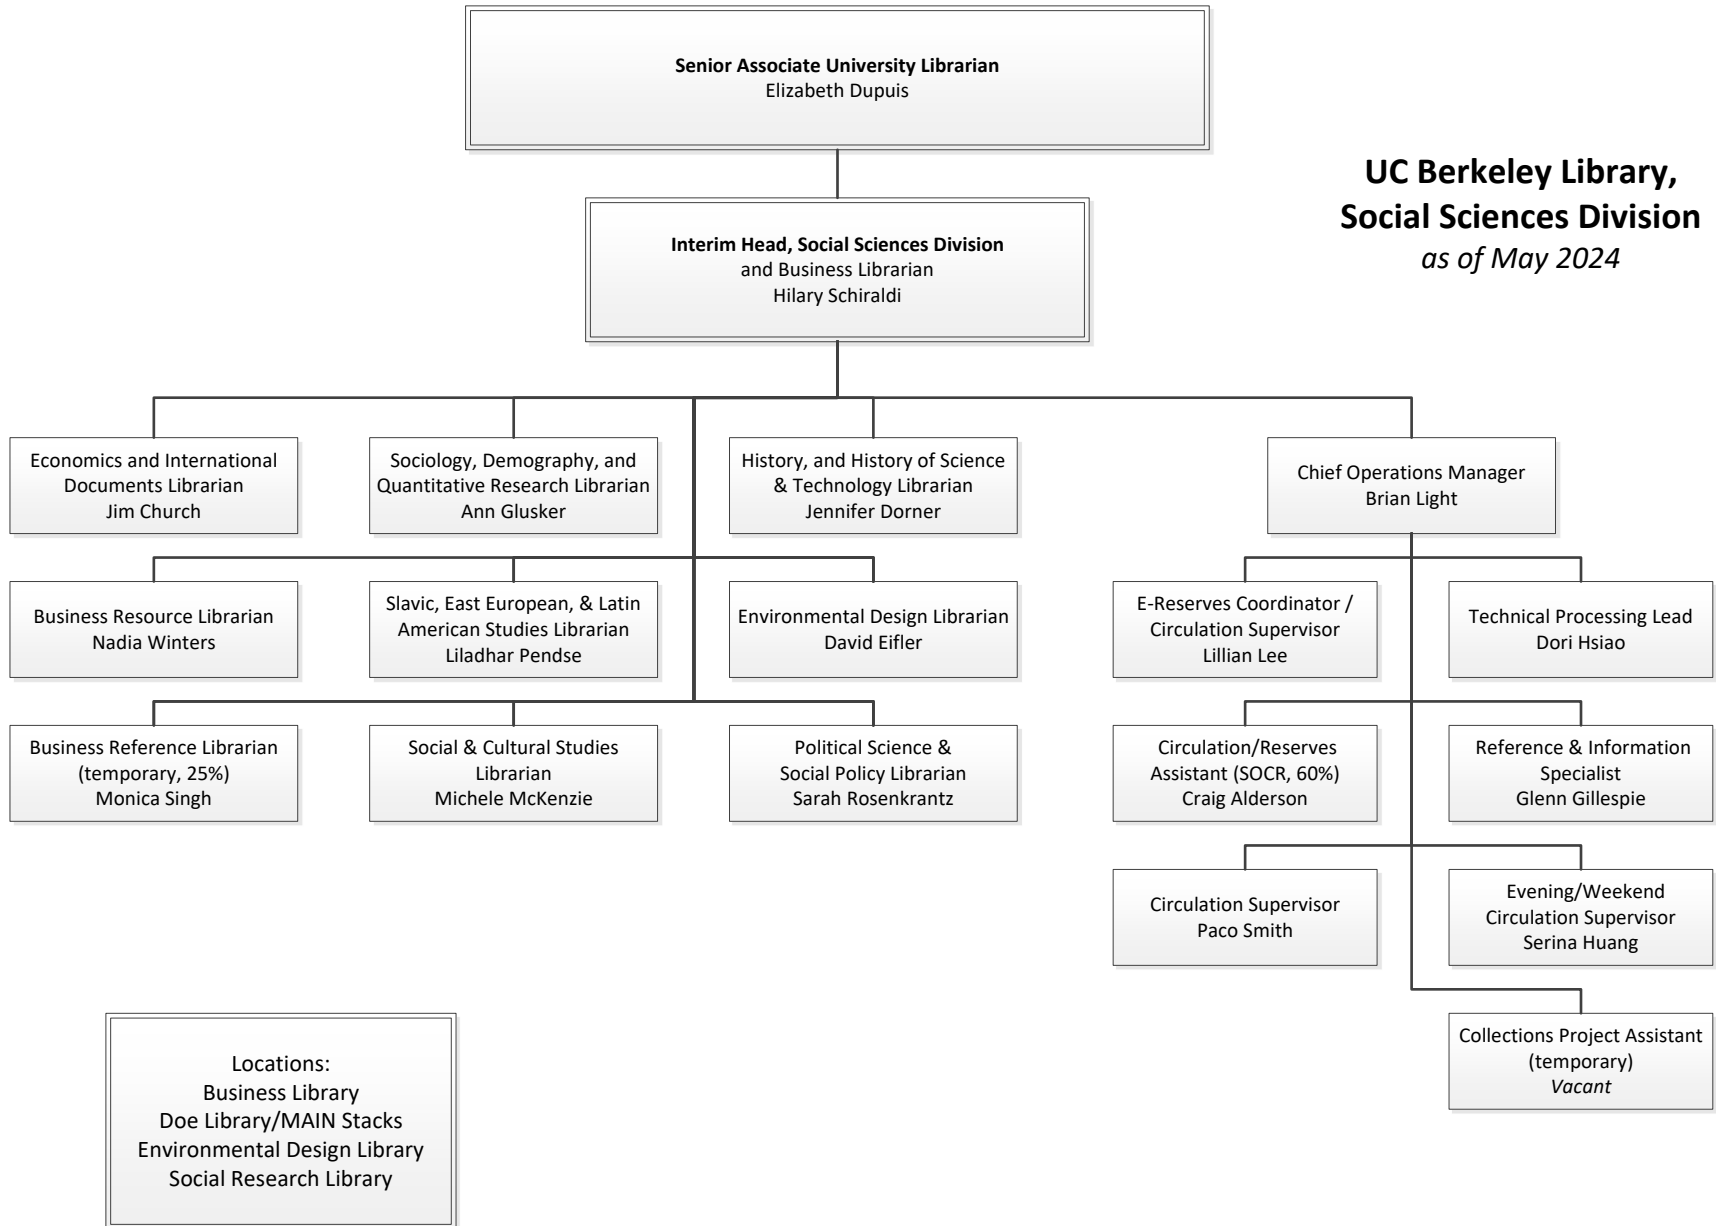 Senior Associate University Librarian
Elizabeth Dupuis
UC Berkeley Library,
Social Sciences Division
as of May 2024
Interim Head, Social Sciences Division
and Business Librarian
Hilary Schiraldi
Economics and International
Documents Librarian
Jim Church
Sociology, Demography, and
Quantitative Research Librarian
Ann Glusker
History, and History of Science
& Technology Librarian
Jennifer Dorner
Chief Operations Manager
Brian Light
Business Resource Librarian
Nadia Winters
Slavic, East European, & Latin
American Studies Librarian
Liladhar Pendse
Environmental Design Librarian
David Eifler
E-Reserves Coordinator /
Circulation Supervisor
Lillian Lee
Technical Processing Lead
Dori Hsiao
Business Reference Librarian
(temporary, 25%)
Monica Singh
Social & Cultural Studies
Librarian
Michele McKenzie
Political Science &
Social Policy Librarian
Sarah Rosenkrantz
Circulation/Reserves
Assistant (SOCR, 60%)
Craig Alderson
Reference & Information
Specialist
Glenn Gillespie
Circulation Supervisor
Paco Smith
Evening/Weekend
Circulation Supervisor
Serina Huang
Collections Project Assistant
(temporary)
Vacant
Locations:
Business Library
Doe Library/MAIN Stacks
Environmental Design Library
Social Research Library